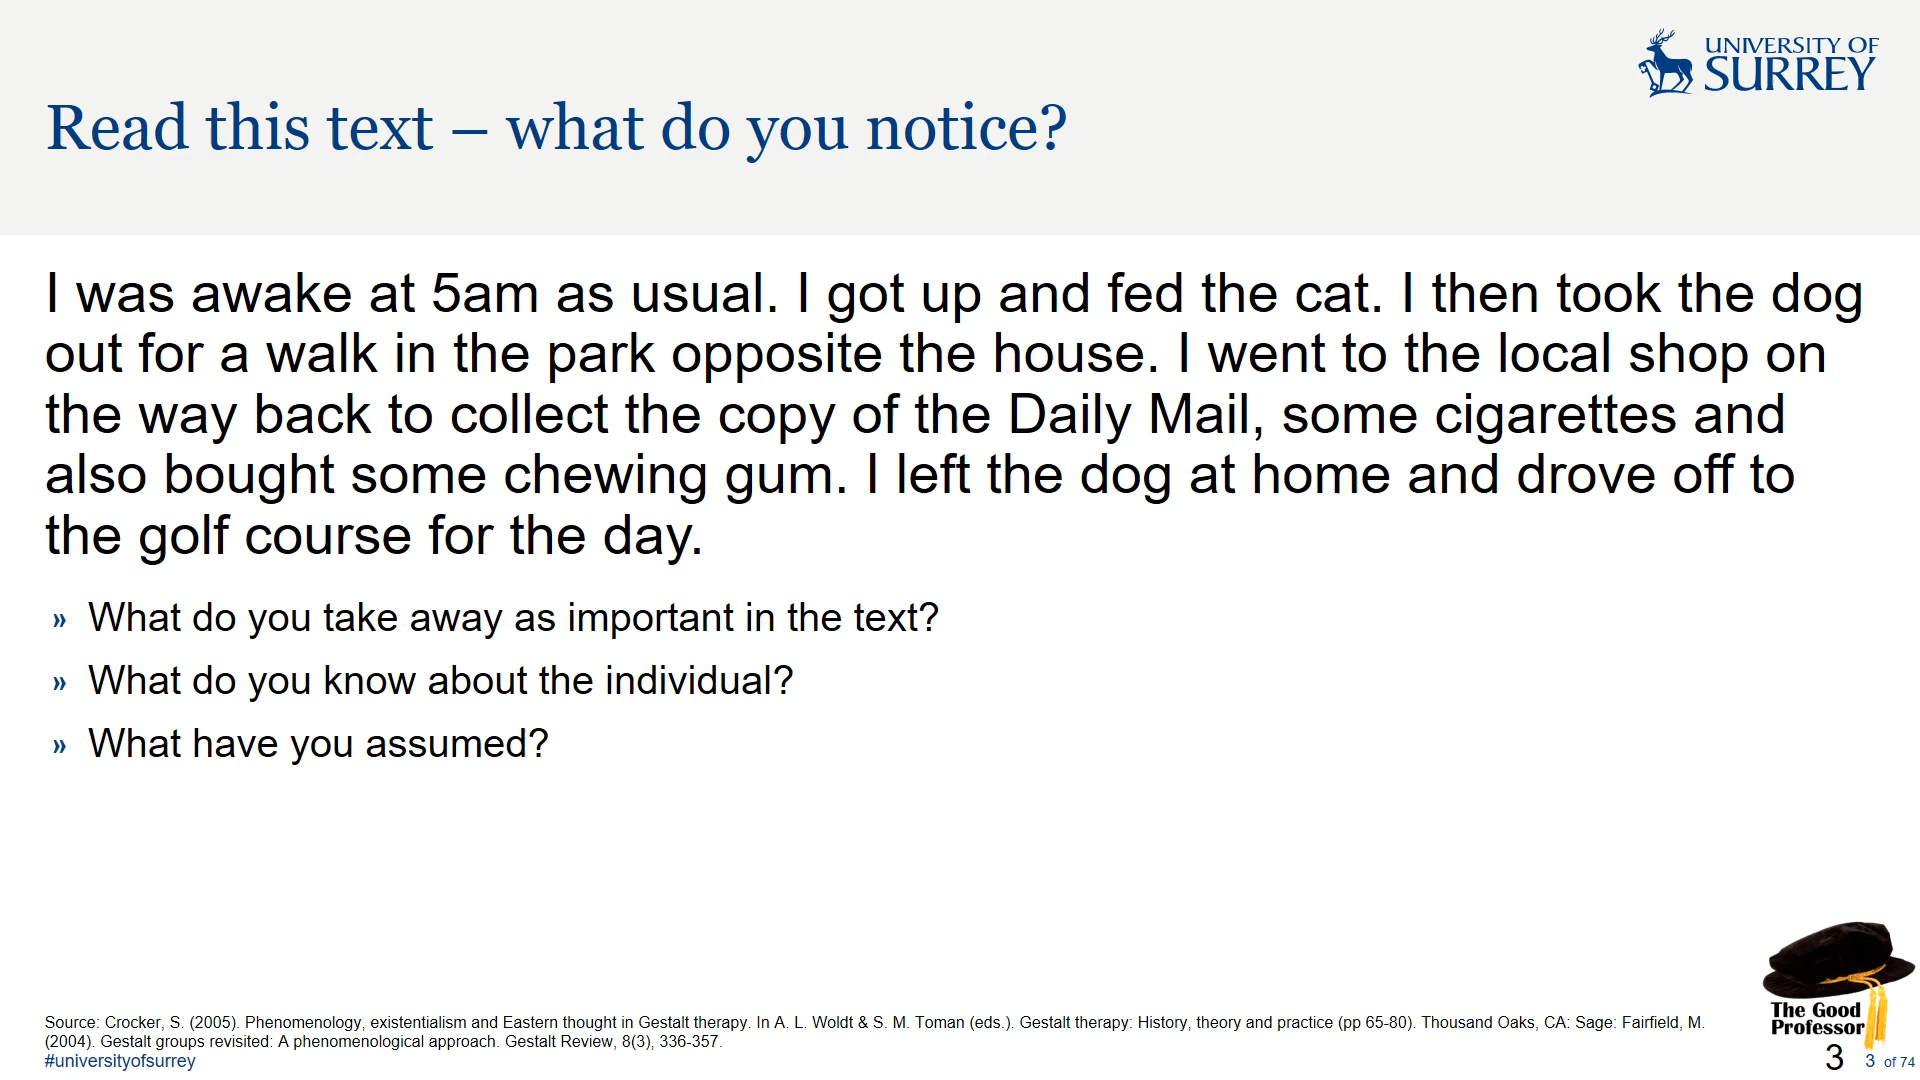 UNIVERSITY OF
SURREY
Read this text – what do you notice?
I was awake at 5am as usual. I got up and fed the cat. I then took the dog
out for a walk in the park opposite the house. I went to the local shop on
the way back to collect the copy of the Daily Mail, some cigarettes and
also bought some chewing gum. I left the dog at home and drove off to
the golf course for the day.
» What do you take away as important in the text?
» What do you know about the individual?
» What have you assumed?
Source: Crocker, S. (2005). Phenomenology, existentialism and Eastern thought in Gestalt therapy. In A. L. Woldt & S. M. Toman (eds.). Gestalt therapy: History, theory and practice (pp 65-80). Thousand Oaks, CA: Sage: Fairfield, M.
(2004). Gestalt groups revisited: A phenomenological approach. Gestalt Review, 8(3), 336-357.
#universityofsurrey
The Good
Professor
3
3 of 74